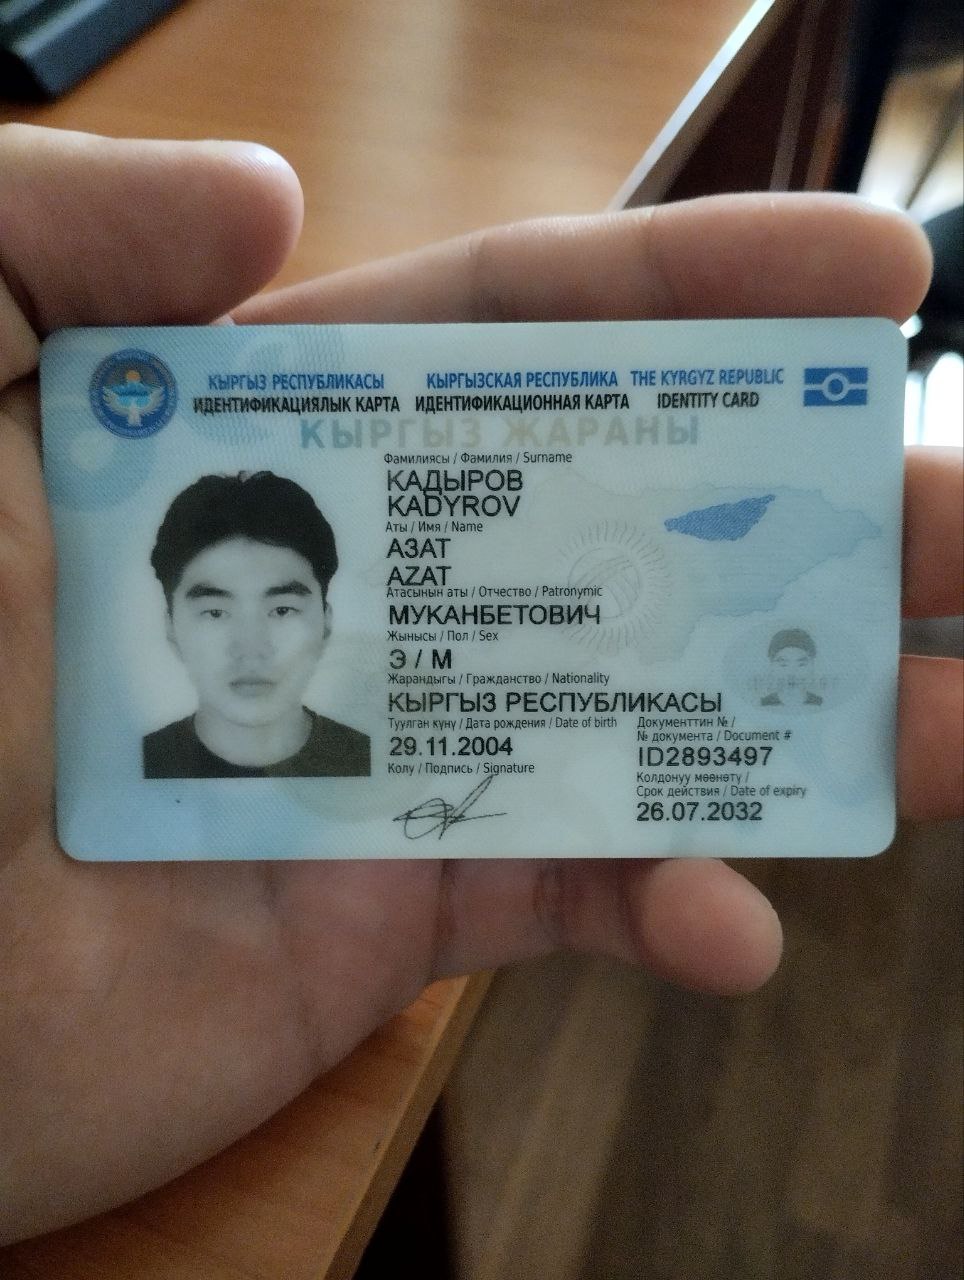 КЫРГЫЗ РЕСПУБЛИКАСЫ КЫРГЫЗСКАЯ РЕСПУБЛИКА THE KYRGYZ REPUBLIC
ИДЕНТИФИКАЦИЯЛЫК КАРТА ИДЕНТИФИКАЦИОННАЯ КАРТА IDENTITY CARD
КЫРГЫЗ ЖАРАНЫ
Фамилиясы / Фамилия / Surname
КАДЫРОВ
KADYROV
Аты / Имя / Name
АЗАТ
AZAT
Атасынын аты / Отчество / Patronymic
МУКАНБЕТОВИЧ
Жынысы / Пол / Sex
Э / М
Жарандыгы / Гражданство / Nationality
КЫРГЫЗ РЕСПУБЛИКАСЫ
Туулган күнү / Дата рождения / Date of birth
29.11.2004
Колу / Подпись / Signature
Документтин № /
№ документа / Document #
ID2893497
Колдонуу мөөнөтү /
Срок действия / Date of expiry
26.07.2032